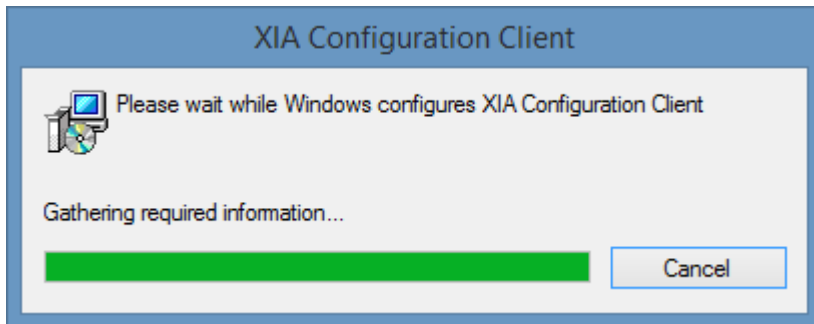 XIA Configuration Client
Please wait while Windows configures XIA Configuration Client
Gathering required information...
Cancel